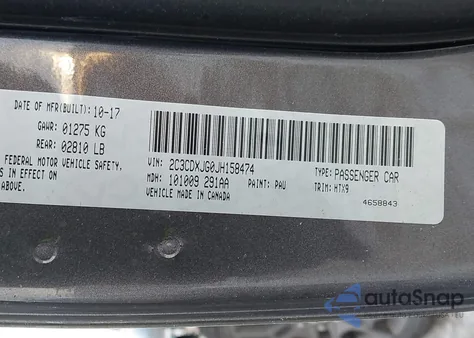 DATE OF MFR(BUILT): 10-17
GAWR: 01275 KG
REAR: 02810 LB
FEDERAL MOTOR VEHICLE SAFETY,
IN EFFECT ON
ABOVE.
VIN: 2C3CDXJG0JH158474
TYPE: PASSENGER CAR
MDH: 101009 291AA
PAINT: PAU
TRIM: HTX9
VEHICLE MADE IN CANADA
4658843
autoSnap